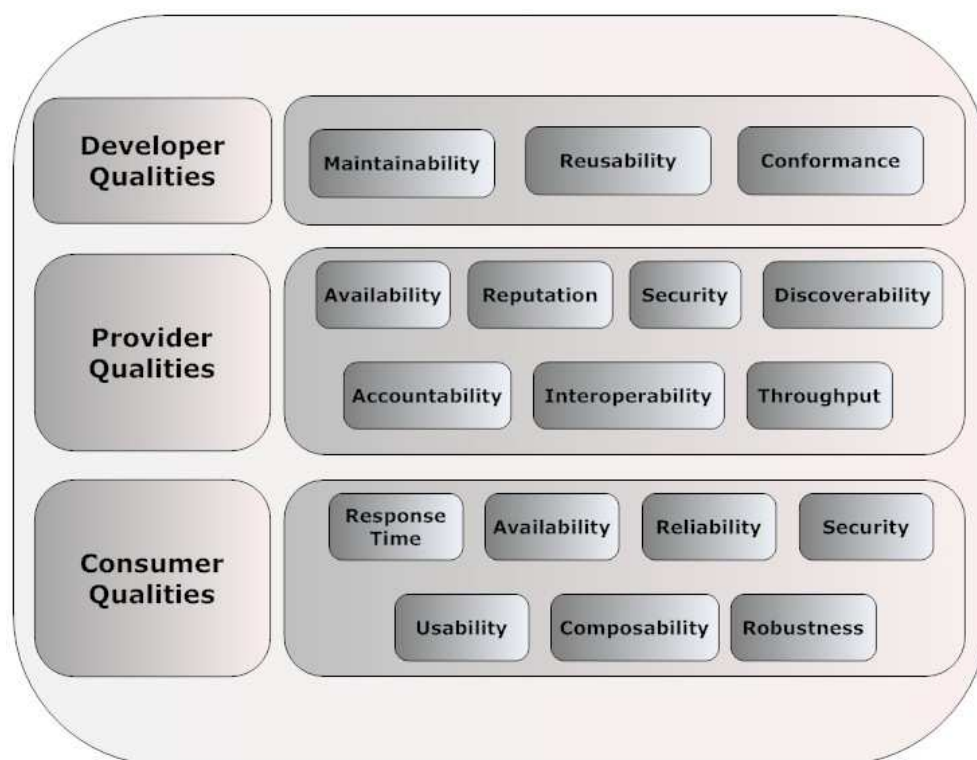 Developer
Qualities
Maintainability
Reusability
Conformance
Provider
Qualities
Availability
Reputation
Security
Discoverability
Accountability
Interoperability
Throughput
Consumer
Qualities
Response
Time
Availability
Reliability
Security
Usability
Composability
Robustness